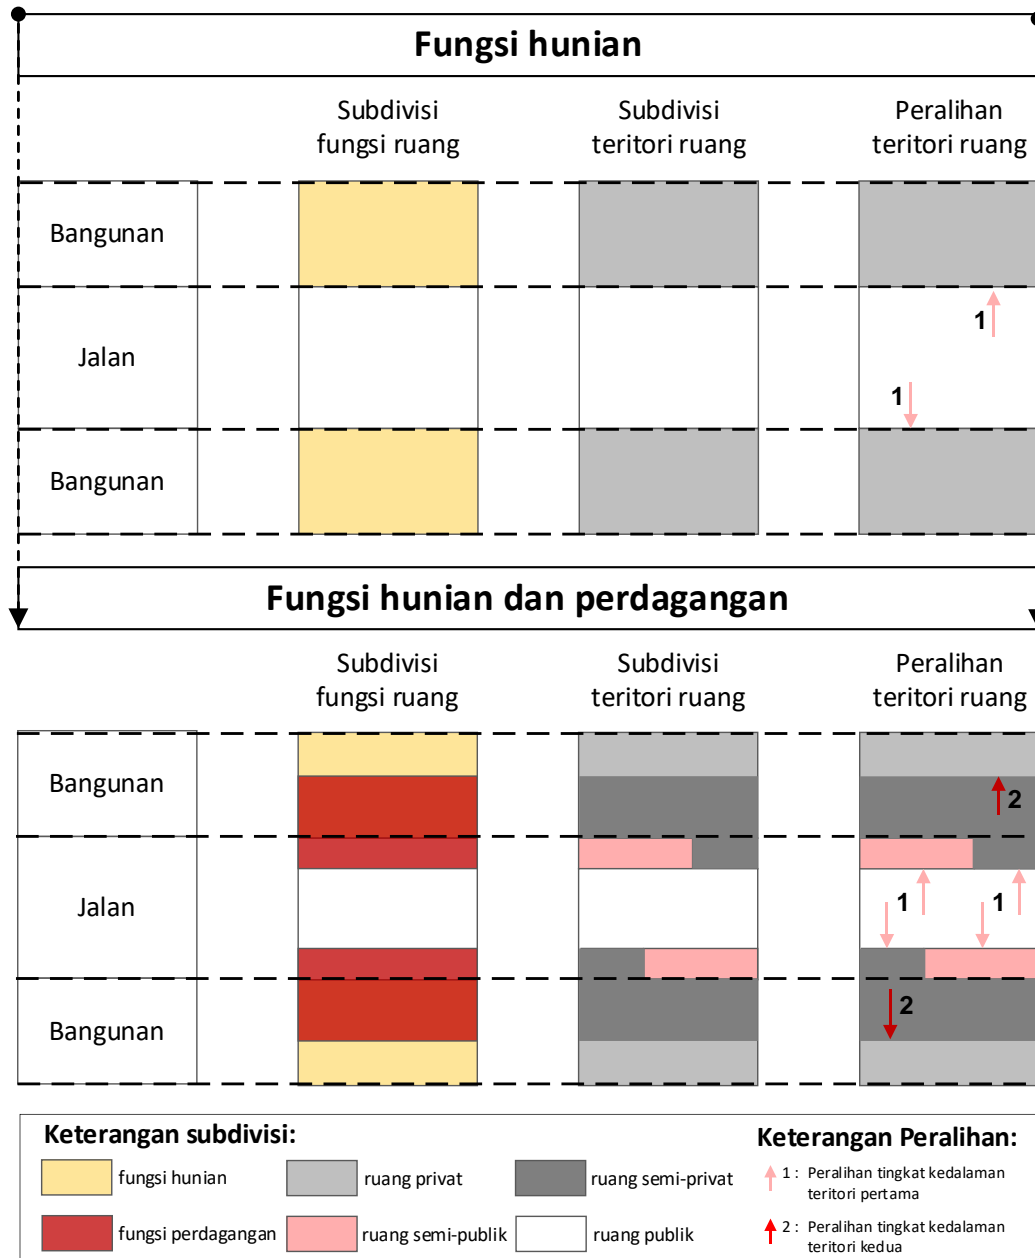 Fungsi hunian
Subdivisi
fungsi ruang
Subdivisi
teritori ruang
Peralihan
teritori ruang
Bangunan
Jalan
Bangunan
1
1
Fungsi hunian dan perdagangan
Subdivisi
fungsi ruang
Subdivisi
teritori ruang
Peralihan
teritori ruang
Bangunan
Jalan
Bangunan
2
1
1
2
Keterangan subdivisi:
fungsi hunian
ruang privat
ruang semi-privat
fungsi perdagangan
ruang semi-publik
ruang publik
Keterangan Peralihan:
1 : Peralihan tingkat kedalaman
teritori pertama
2 : Peralihan tingkat kedalaman
teritori kedua